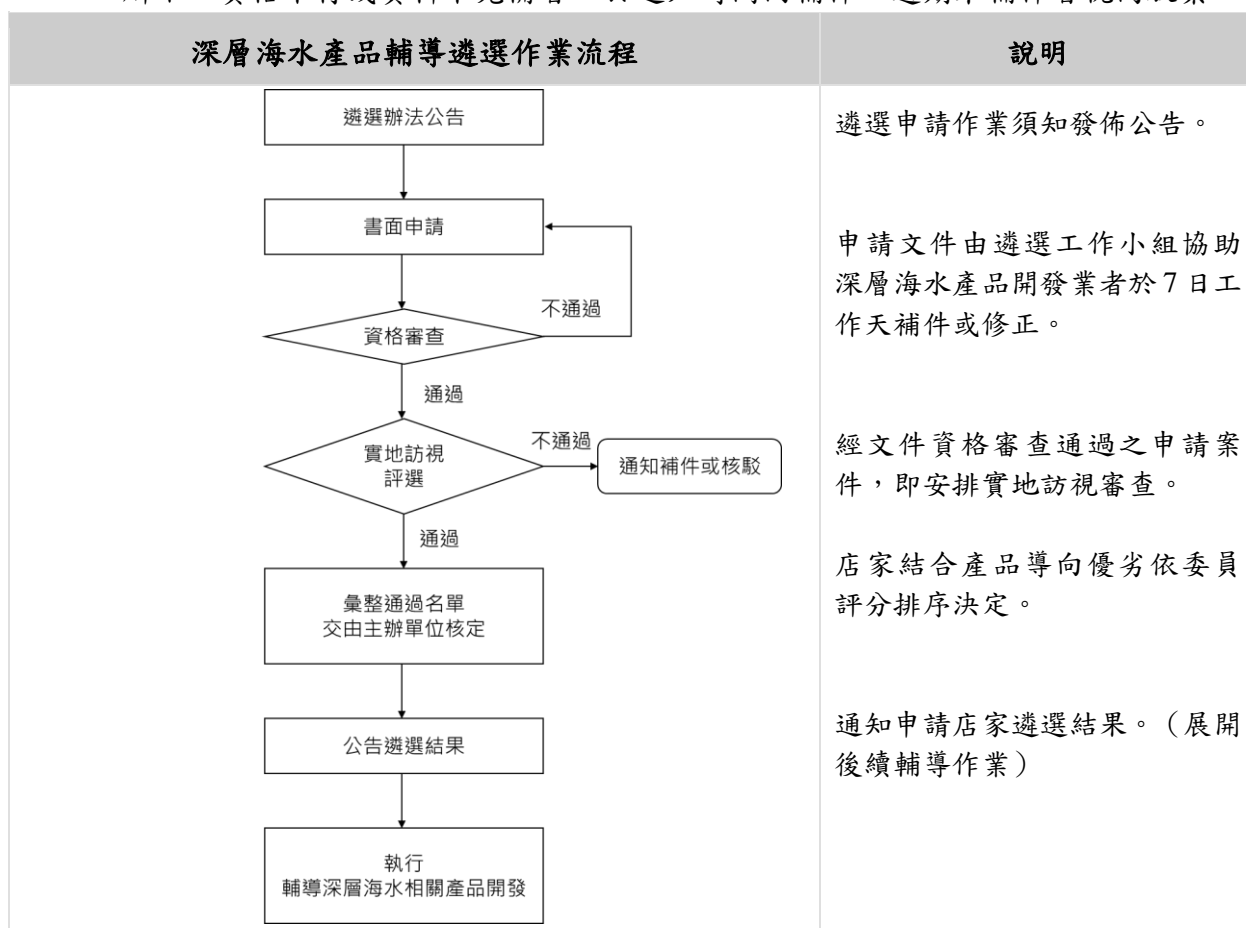 深層海水產品輔導遴選作業流程
說明
遴選辦法公告
遴選申請作業須知發佈公告。
書面申請
申請文件由遴選工作小組協助
深層海水產品開發業者於7日工
作天補件或修正。
不通過
資格審查
通過
實地訪視
評選
不通過
通知補件或核駁
經文件資格審查通過之申請案
件,即安排實地訪視審查。
通過
店家結合產品導向優劣依委員
評分排序決定。
彙整通過名單
交由主辦單位核定
公告遴選結果
通知申請店家遴選結果。(展開
後續輔導作業)
執行
輔導深層海水相關產品開發